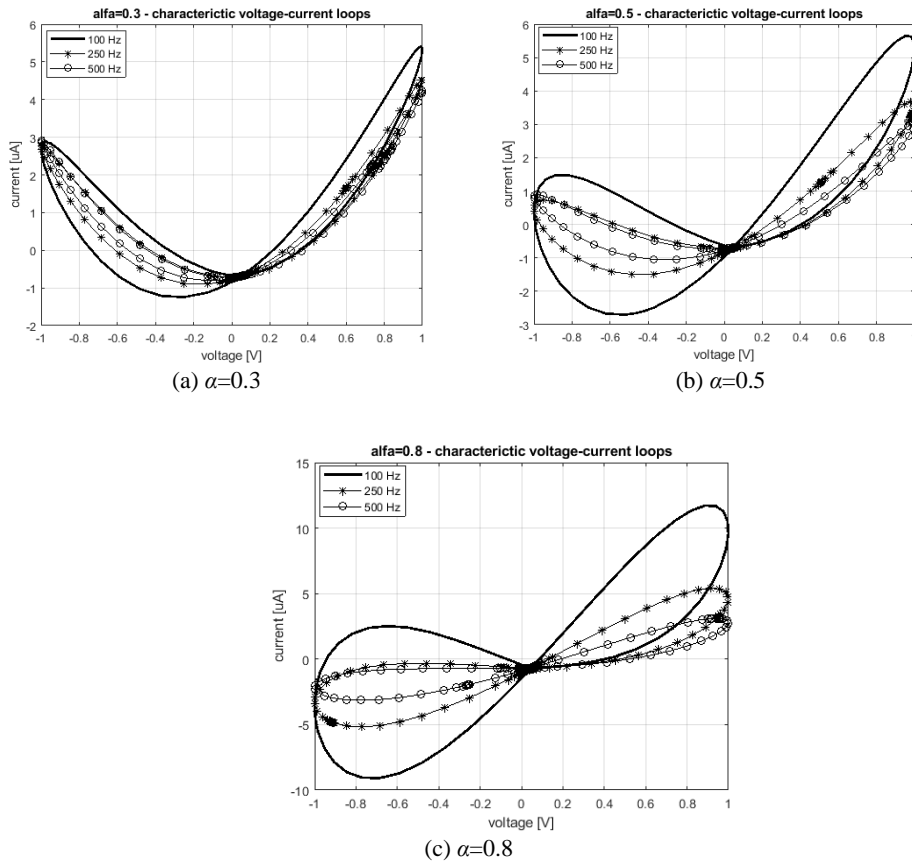 alfa=0.3 - charaterictic voltage-current loops
100 Hz
250 Hz
500 Hz
6
5
4
3
2
1
0
-1
-2
current [uA]
-1 -0.8 -0.6 -0.4 -0.2 0 0.2 0.4 0.6 0.8 1
voltage [V]
(a) α=0.3
alfa=0.5 - charaterictic voltage-current loops
100 Hz
250 Hz
500 Hz
6
5
4
3
2
1
0
-1
-2
-3
current [uA]
-1 -0.8 -0.6 -0.4 -0.2 0 0.2 0.4 0.6 0.8
voltage [V]
(b) α=0.5
alfa=0.8 - charaterictic voltage-current loops
100 Hz
250 Hz
500 Hz
15
10
5
0
-5
-10
current [uA]
-1 -0.8 -0.6 -0.4 -0.2 0 0.2 0.4 0.6 0.8 1
voltage [V]
(c) α=0.8